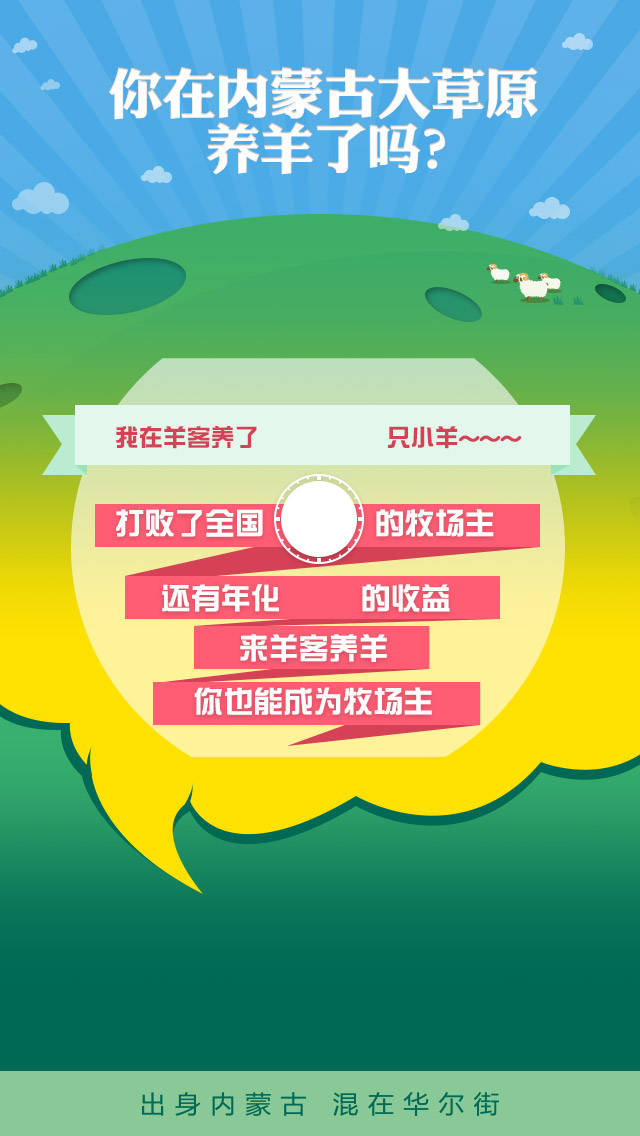 你在内蒙古大草原
养羊了吗?
我在羊客养了 只小羊~~~
打败了全国 的牧场主
还有年化 的收益
来羊客养羊
你也能成为牧场主
出身内蒙古 混在华尔街